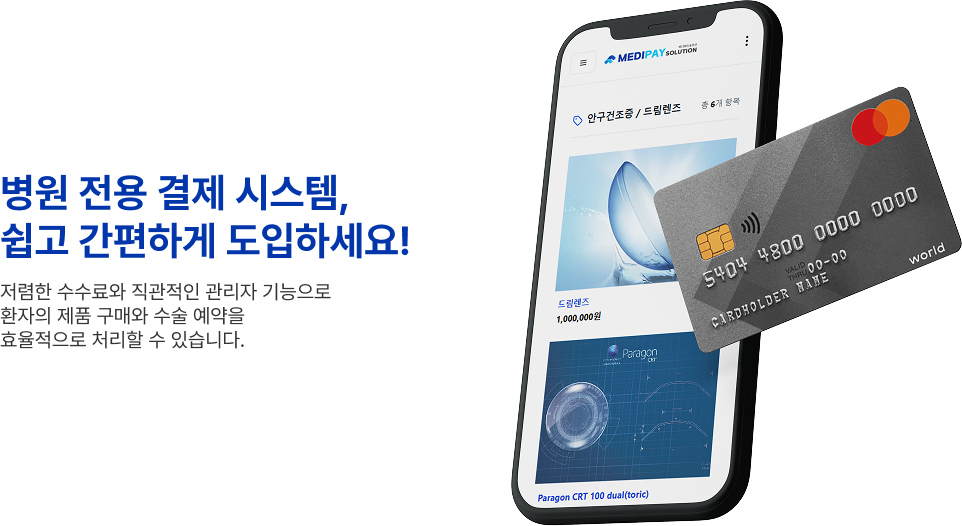 병원 전용 결제 시스템,
쉽고 간편하게 도입하세요!
저렴한 수수료와 직관적인 관리자 기능으로
환자의 제품 구매와 수술 예약을
효율적으로 처리할 수 있습니다.
MEDIPAY SOLUTION
안구건조증 / 드림렌즈
총 6개 항목
드림렌즈
1,000,000원
Paragon
CRT
Paragon CRT 100 dual(toric)
5404 4800 0000 0000
VALID
THRU 00-00
CARDHOLDER NAME
world